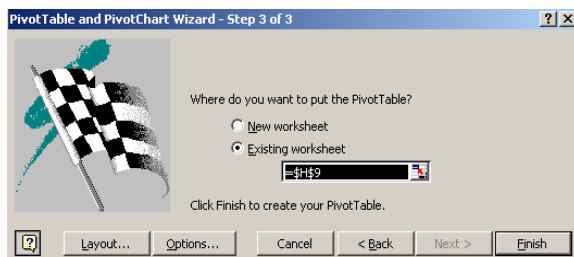 PivotTable and PivotChart Wizard - Step 3 of 3
? x
Where do you want to put the PivotTable?
New worksheet
Existing worksheet
=$H$9
Click Finish to create your PivotTable.
? Layout... Options... Cancel < Back Next > Finish